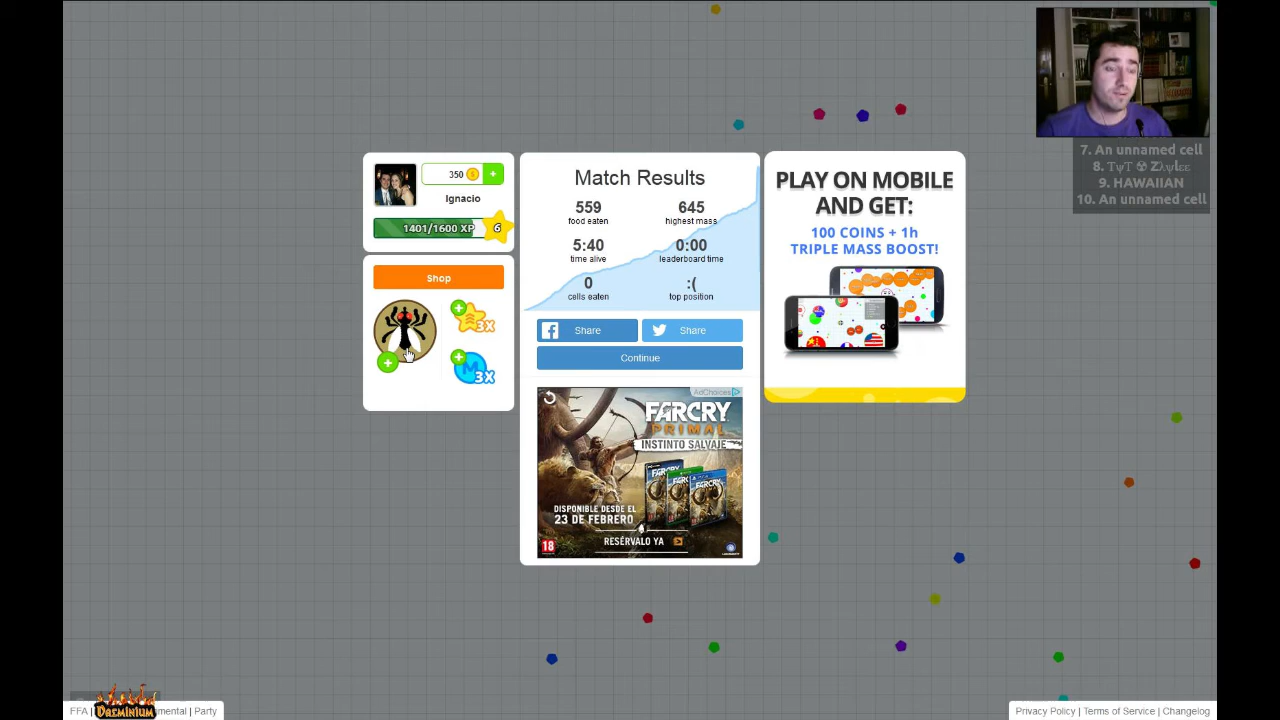 7. An unnamed cell
9. HAWAIIAN
10. An unnamed cell
350
+
Ignacio
1401/1600 XP
6
Shop
3X
3X
Match Results
559
food eaten
645
highest mass
5:40
time alive
0:00
leaderboard time
0
cells eaten
:(
top position
Share
Share
Continue
AdChoices
FARCRY
PRIMAL
INSTINTO SALVAJE
DISPONIBLE DESDE EL
23 DE FEBRERO
RESÉRVALO YA
18
PLAY ON MOBILE
AND GET:
100 COINS + 1h
TRIPLE MASS BOOST!
FFA |
mental | Party
DAEMINIUM
Privacy Policy | Terms of Service | Changelog